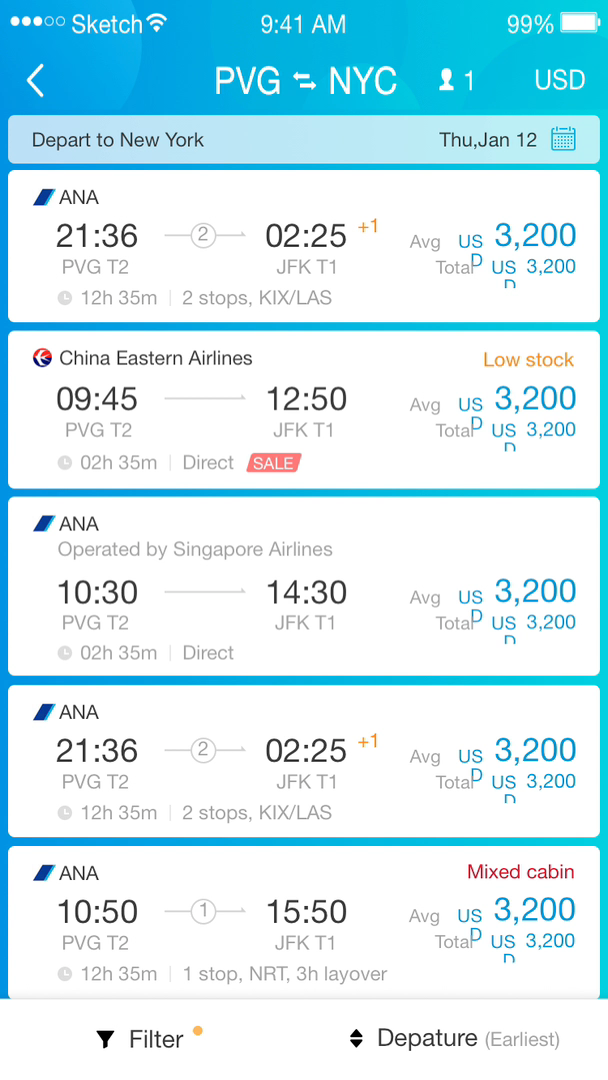 Sketch 9:41 AM 99%
PVG NYC 1 USD
Depart to New York Thu,Jan 12
ANA
21:36 2 02:25 +1 Avg USD 3,200
PVG T2 JFK T1 Total USD 3,200
12h 35m 2 stops, KIX/LAS
China Eastern Airlines Low stock
09:45 12:50 Avg USD 3,200
PVG T2 JFK T1 Total USD 3,200
02h 35m Direct SALE
ANA
Operated by Singapore Airlines
10:30 14:30 Avg USD 3,200
PVG T2 JFK T1 Total USD 3,200
02h 35m Direct
ANA
21:36 2 02:25 +1 Avg USD 3,200
PVG T2 JFK T1 Total USD 3,200
12h 35m 2 stops, KIX/LAS
ANA Mixed cabin
10:50 1 15:50 Avg USD 3,200
PVG T2 JFK T1 Total USD 3,200
12h 35m 1 stop, NRT, 3h layover
Filter Depature (Earliest)